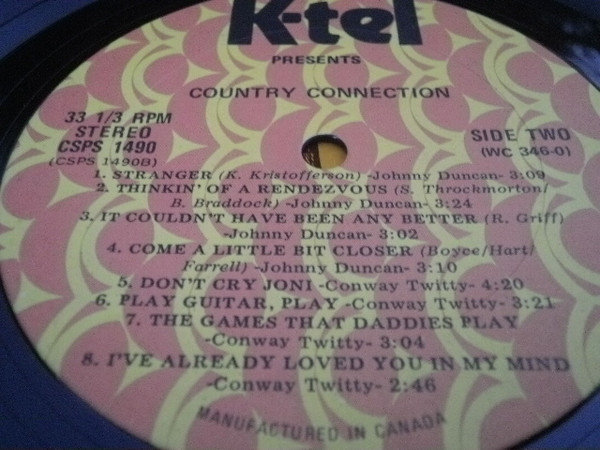 K-tel
PRESENTS
COUNTRY CONNECTION
33 1/3 RPM
STEREO
CSPS 1490
(CSPS 1490B)
SIDE TWO
(WC 346-0)
1. STRANGER (K. Kristofferson) -Johnny Duncan- 3:09
2. THINKIN' OF A RENDEZVOUS (S. Throckmorton/
B. Braddock) -Johnny Duncan- 3:24
3. IT COULDN'T HAVE BEEN ANY BETTER (R. Griff)
-Johnny Duncan- 3:02
4. COME A LITTLE BIT CLOSER (Boyce/Hart/
Farrell) -Johnny Duncan- 3:10
5. DON'T CRY JONI -Conway Twitty- 4:20
6. PLAY GUITAR, PLAY -Conway Twitty- 3:21
7. THE GAMES THAT DADDIES PLAY
-Conway Twitty- 3:04
8. I'VE ALREADY LOVED YOU IN MY MIND
-Conway Twitty- 2:46
MANUFACTURED IN CANADA